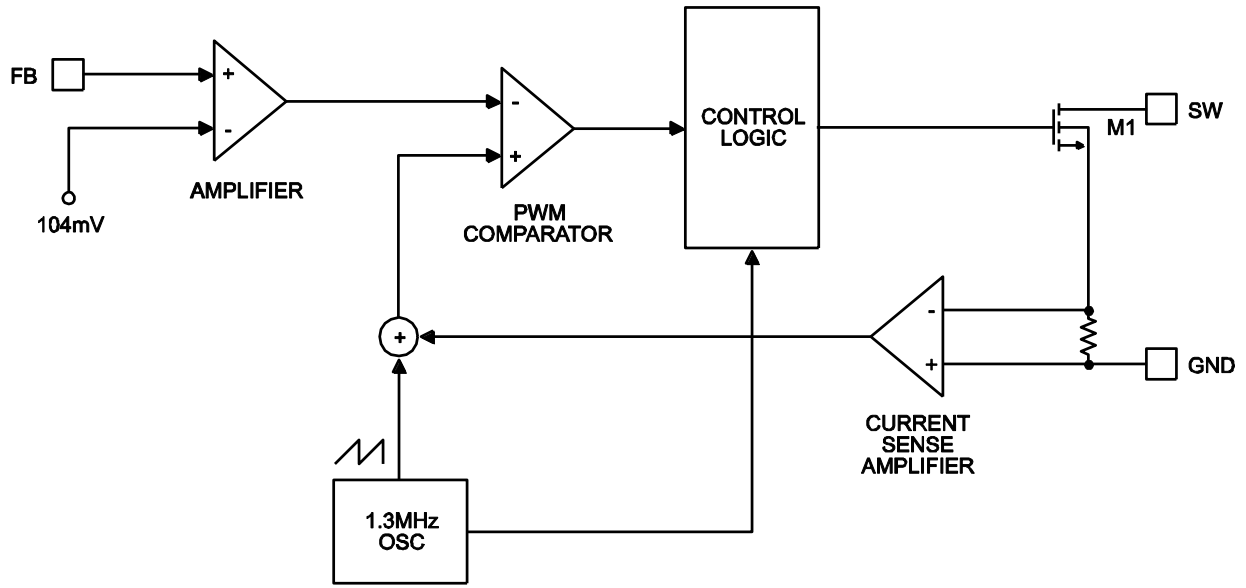 FB
+
-
104mV
AMPLIFIER
-
+
PWM
COMPARATOR
CONTROL
LOGIC
M1
SW
+
-
+
GND
CURRENT
SENSE
AMPLIFIER
1.3MHz
OSC